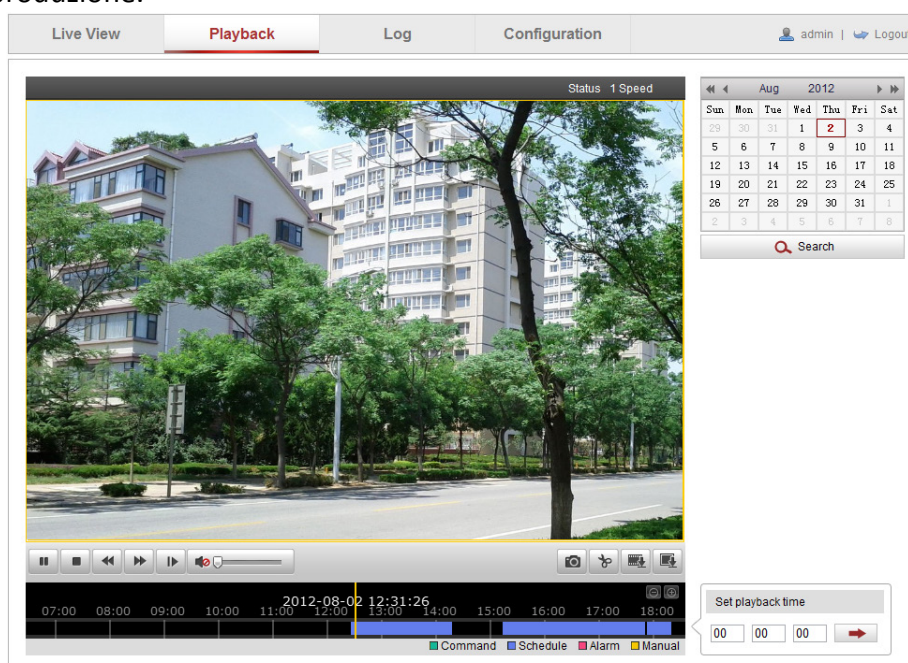 produzione.
Live View Playback Log Configuration admin | Logou
Status 1 Speed
Aug 2012
Sun Mon Tue Wed Thu Fri Sat
29 30 31 1 2 3 4
5 6 7 8 9 10 11
12 13 14 15 16 17 18
19 20 21 22 23 24 25
26 27 28 29 30 31 1
2 3 4 5 6 7 8
Search
2012-08-02 12:31:26
07:00 08:00 09:00 10:00 11:00 12:00 13:00 14:00 15:00 16:00 17:00 18:00
Command Schedule Alarm Manual
Set playback time
00 00 00